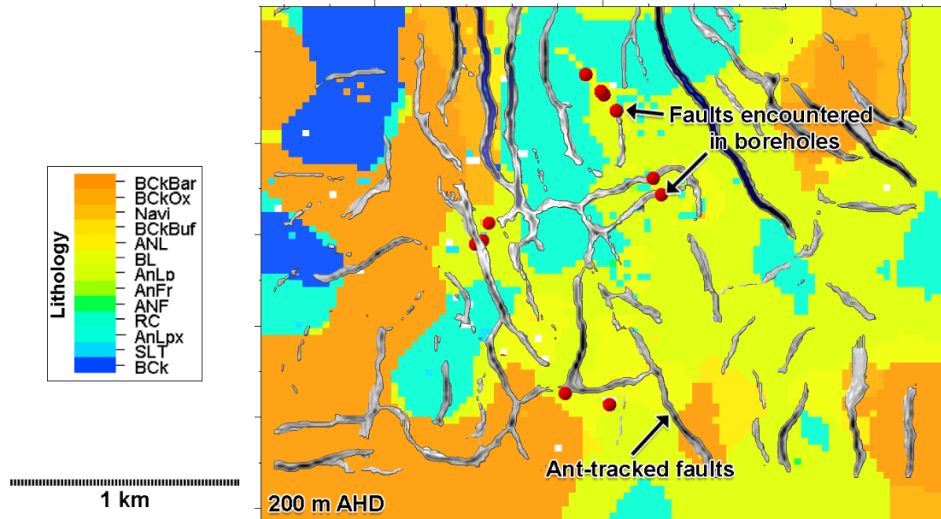 Faults encountered
in boreholes
Lithology
BCkBar
BCkOx
Navi
BCkBuf
ANL
BL
AnLp
AnFr
ANF
RC
AnLpx
SLT
BCk
Ant-tracked faults
1 km
200 m AHD